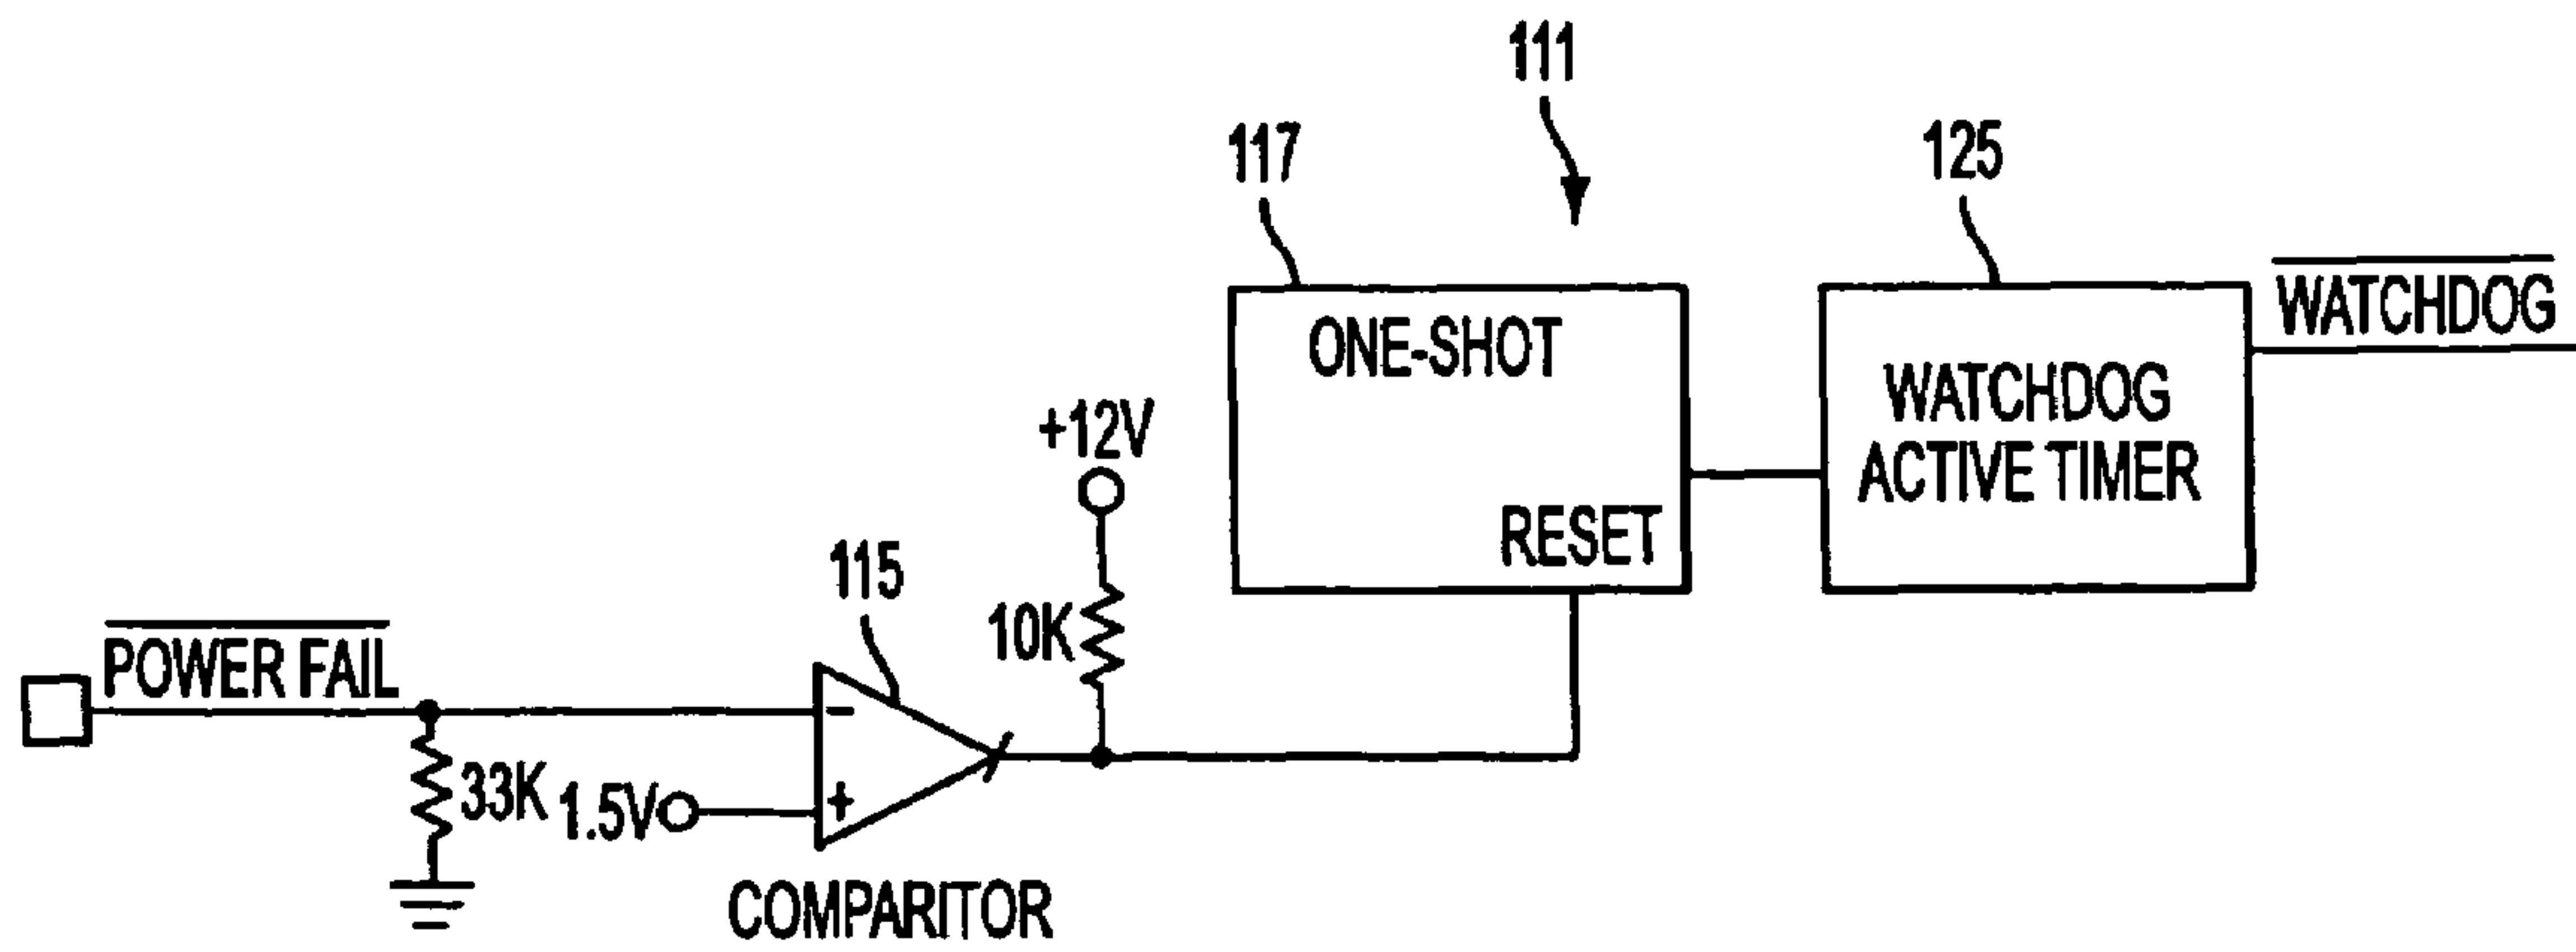 111
117
125
ONE-SHOT
RESET
WATCHDOG
ACTIVE TIMER
WATCHDOG
+12V
10K
115
POWER FAIL
33K
1.5V
-
+
COMPARITOR